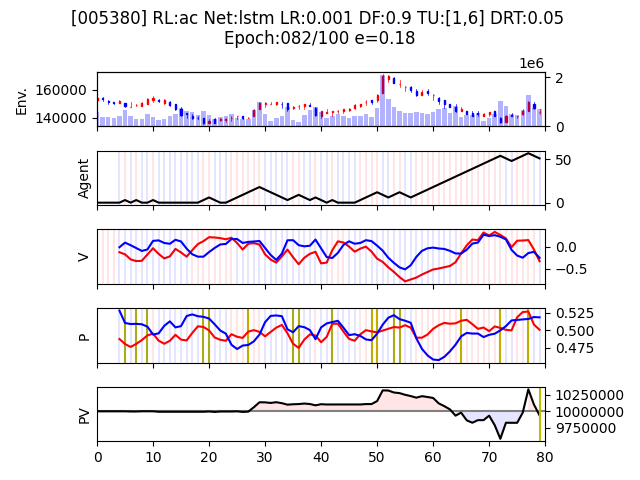 [005380] RL:ac Net:lstm LR:0.001 DF:0.9 TU:[1,6] DRT:0.05
Epoch:082/100 e=0.18
1e6
Env.
160000
140000
2
0
Agent
50
0
V
0.0
−0.5
P
0.525
0.500
0.475
PV
10250000
10000000
9750000
0 10 20 30 40 50 60 70 80